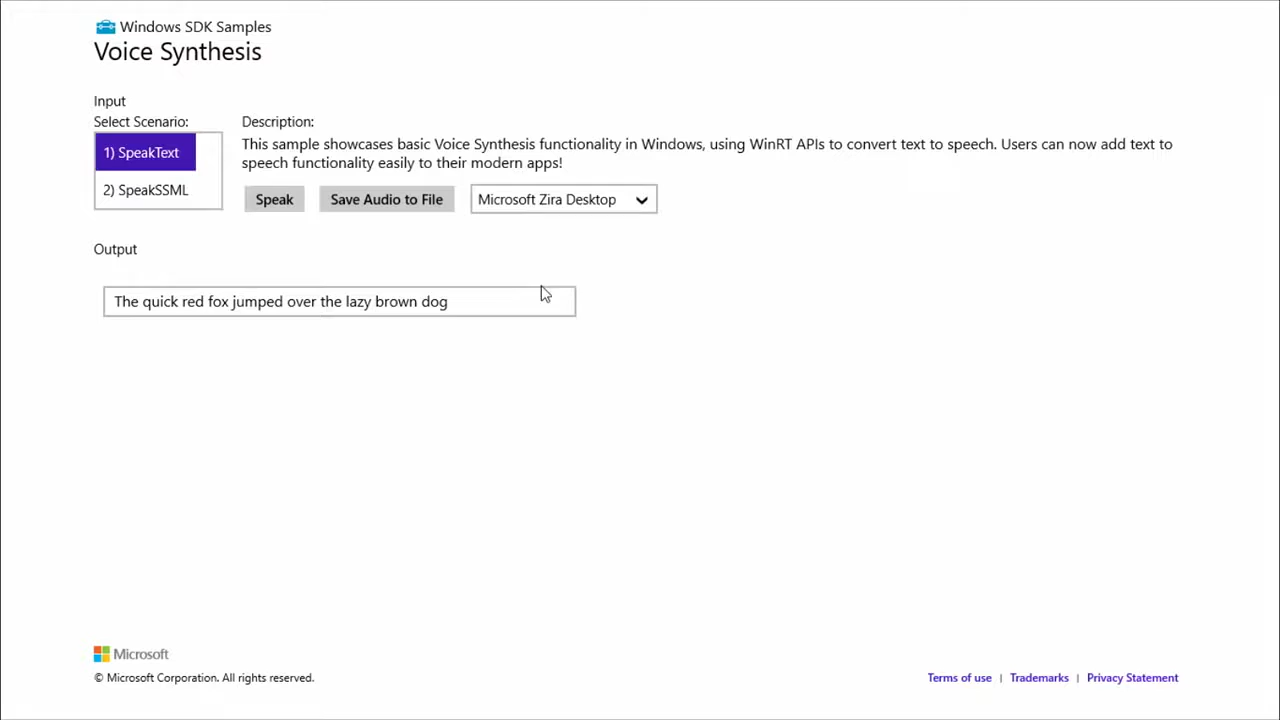 Windows SDK Samples
Voice Synthesis
Input
Select Scenario:
1) SpeakText
2) SpeakSSML
Description:
This sample showcases basic Voice Synthesis functionality in Windows, using WinRT APIs to convert text to speech. Users can now add text to
speech functionality easily to their modern apps!
Speak
Save Audio to File
Microsoft Zira Desktop
Output
The quick red fox jumped over the lazy brown dog
Microsoft
© Microsoft Corporation. All rights reserved.
Terms of use | Trademarks | Privacy Statement